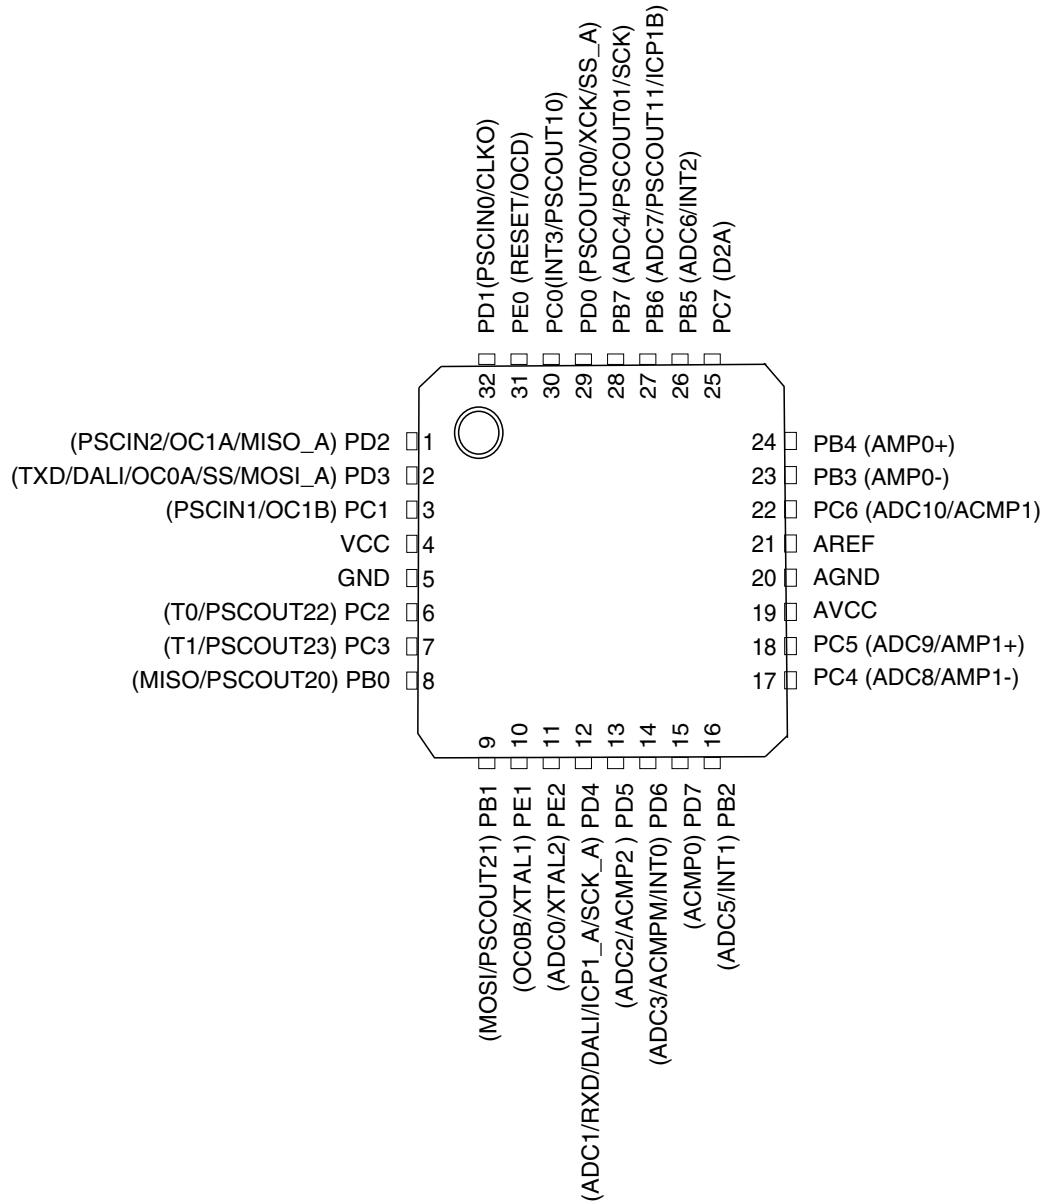 PD1(PSCIN0/CLKO)
PE0 (RESET/OCD)
PC0(INT3/PSCOUT10)
PD0 (PSCOUT00/XCK/SS_A)
PB7 (ADC4/PSCOUT01/SCK)
PB6 (ADC7/PSCOUT11/ICP1B)
PB5 (ADC6/INT2)
PC7 (D2A)
32
31
30
29
28
27
26
25
(PSCIN2/OC1A/MISO_A) PD2 1
(TXD/DALI/OC0A/SS/MOSI_A) PD3 2
(PSCIN1/OC1B) PC1 3
VCC 4
GND 5
(T0/PSCOUT22) PC2 6
(T1/PSCOUT23) PC3 7
(MISO/PSCOUT20) PB0 8
24 PB4 (AMP0+)
23 PB3 (AMP0-)
22 PC6 (ADC10/ACMP1)
21 AREF
20 AGND
19 AVCC
18 PC5 (ADC9/AMP1+)
17 PC4 (ADC8/AMP1-)
9
10
11
12
13
14
15
16
(MOSI/PSCOUT21) PB1
(OC0B/XTAL1) PE1
(ADC0/XTAL2) PE2
(ADC1/RXD/DALI/ICP1_A/SCK_A) PD4
(ADC2/ACMP2 ) PD5
(ADC3/ACMPM/INT0) PD6
(ACMP0) PD7
(ADC5/INT1) PB2